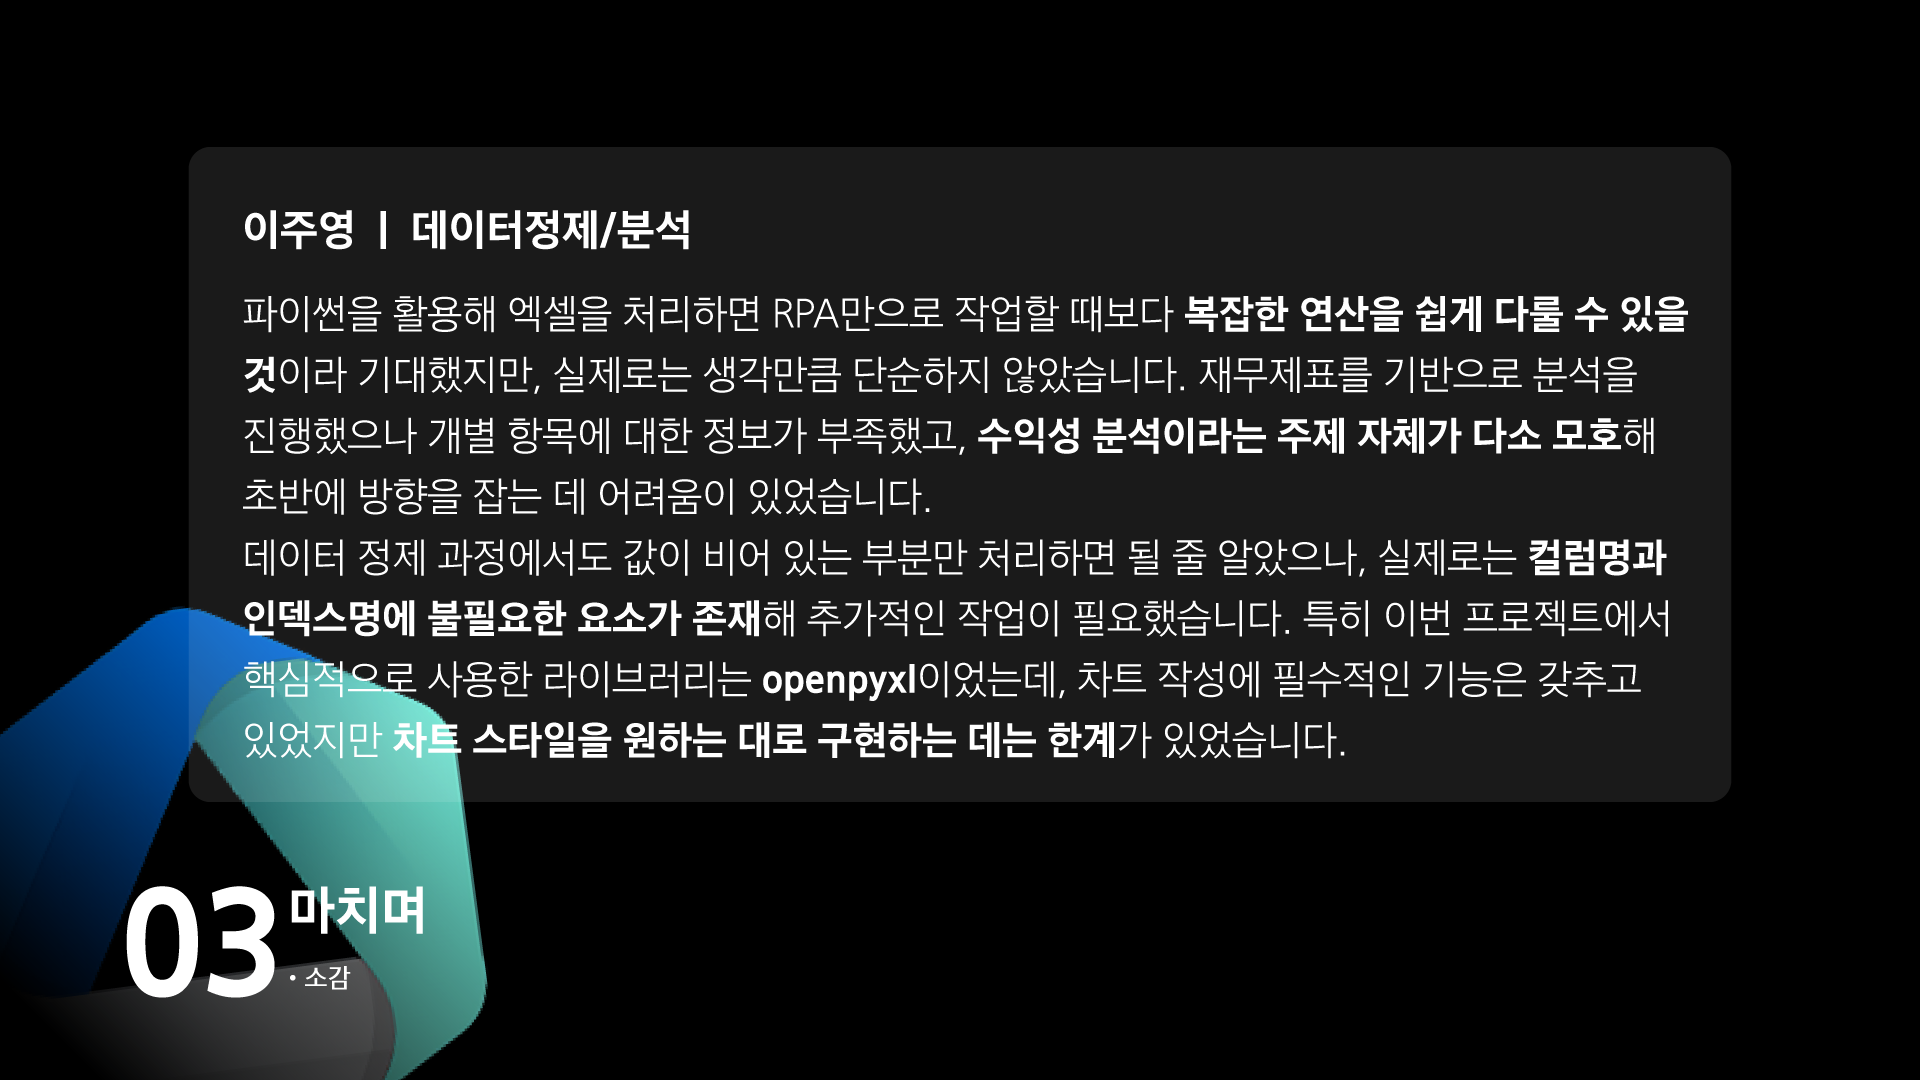 이주영 | 데이터정제/분석
파이썬을 활용해 엑셀을 처리하면 RPA만으로 작업할 때보다 복잡한 연산을 쉽게 다룰 수 있을
것이라 기대했지만, 실제로는 생각만큼 단순하지 않았습니다. 재무제표를 기반으로 분석을
진행했으나 개별 항목에 대한 정보가 부족했고, 수익성 분석이라는 주제 자체가 다소 모호해
초반에 방향을 잡는 데 어려움이 있었습니다.
데이터 정제 과정에서도 값이 비어 있는 부분만 처리하면 될 줄 알았으나, 실제로는 컬럼명과
인덱스명에 불필요한 요소가 존재해 추가적인 작업이 필요했습니다. 특히 이번 프로젝트에서
핵심적으로 사용한 라이브러리는 openpyxl이었는데, 차트 작성에 필수적인 기능은 갖추고
있었지만 차트 스타일을 원하는 대로 구현하는 데는 한계가 있었습니다.
03 마치며
• 소감